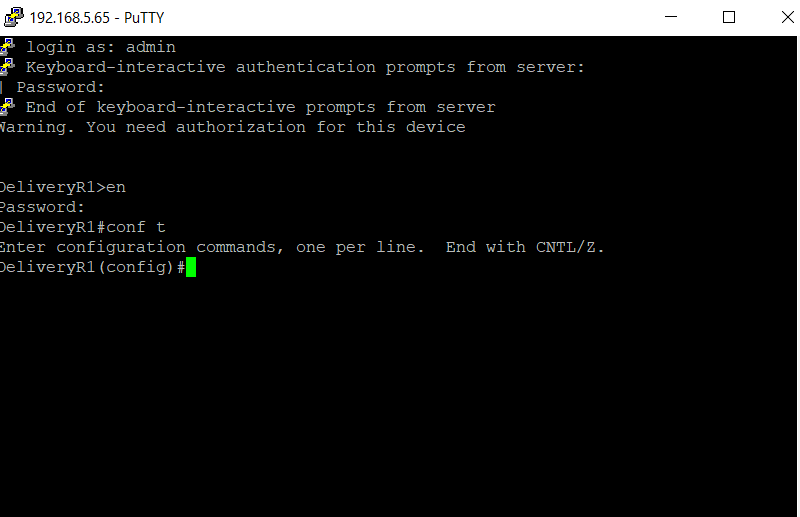 192.168.5.65 - PuTTY
login as: admin
Keyboard-interactive authentication prompts from server:
| Password:
End of keyboard-interactive prompts from server
Warning. You need authorization for this device
DeliveryR1>en
Password:
DeliveryR1#conf t
Enter configuration commands, one per line.  End with CNTL/Z.
DeliveryR1(config)#